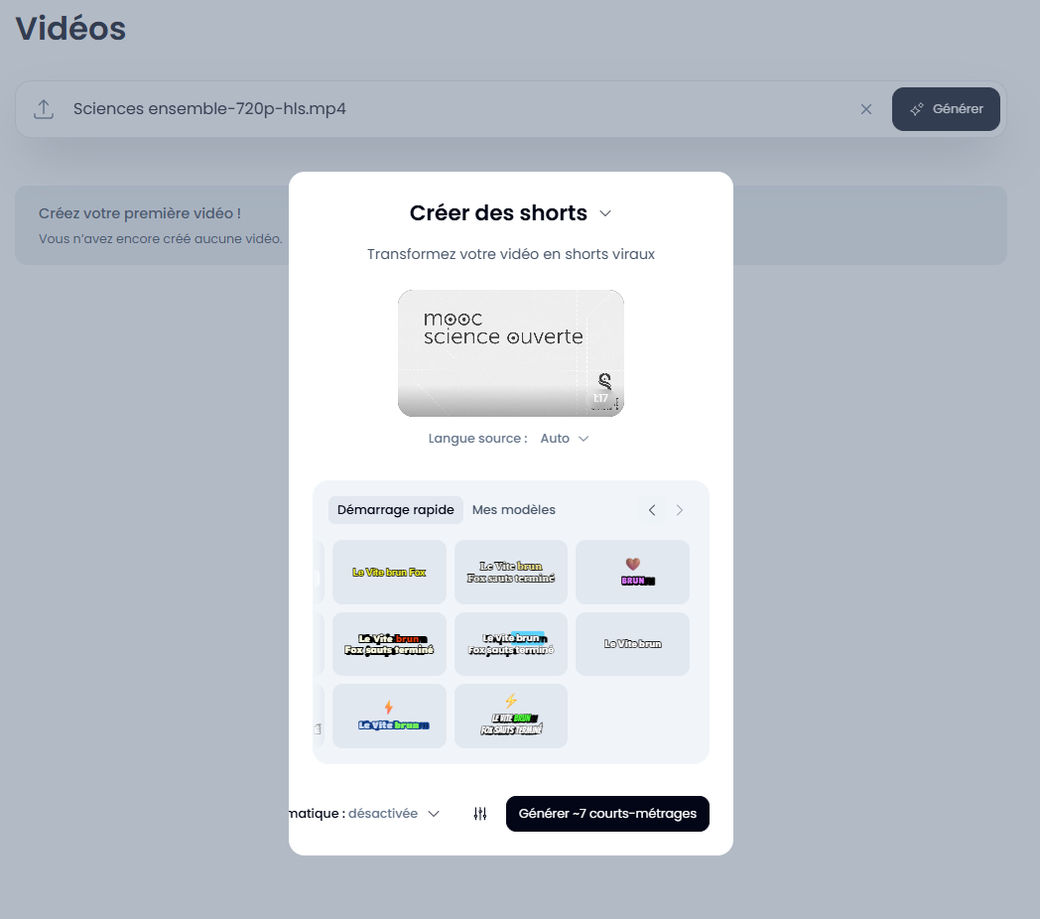 Vidéos
Sciences ensemble-720p-hls.mp4
Générer
Créez votre première vidéo !
Vous n'avez encore créé aucune vidéo.
Créer des shorts
Transformez votre vidéo en shorts viraux
mooc
science ouverte
1:17
Langue source : Auto
Démarrage rapide
Mes modèles
Le Vite brun Fox
Le Vite brun
Fox sauts terminé
BRUN
Le Vite brun
Fox sauts terminé
Le Vite brun
Fox sauts terminé
Le Vite brun
Le Vite brun
LE VITE BRUN
FOX SAUTS TERMINÉ
matique : désactivée
Générer ~7 courts-métrages